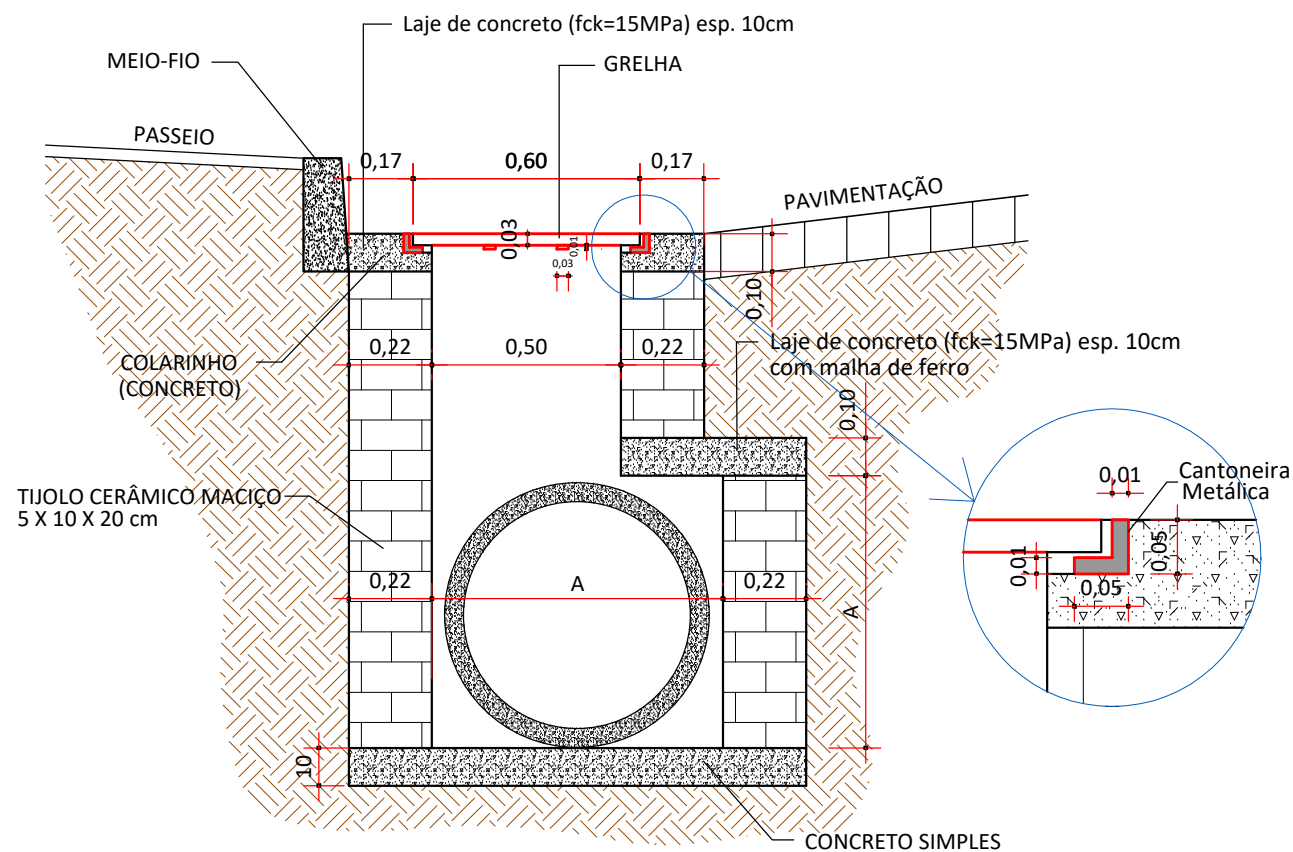 Laje de concreto (fck=15MPa) esp. 10cm
MEIO-FIO
GRELHA
PASSEIO
0,17
0,60
0,17
PAVIMENTAÇÃO
0,03
0,01
0,03
0,10
COLARINHO
(CONCRETO)
0,22
0,50
0,22
Laje de concreto (fck=15MPa) esp. 10cm
com malha de ferro
0,10
TIJOLO CERÂMICO MACIÇO
5 X 10 X 20 cm
0,01
Cantoneira
Metálica
0,01
0,05
0,05
0,22
A
0,22
A
10
CONCRETO SIMPLES